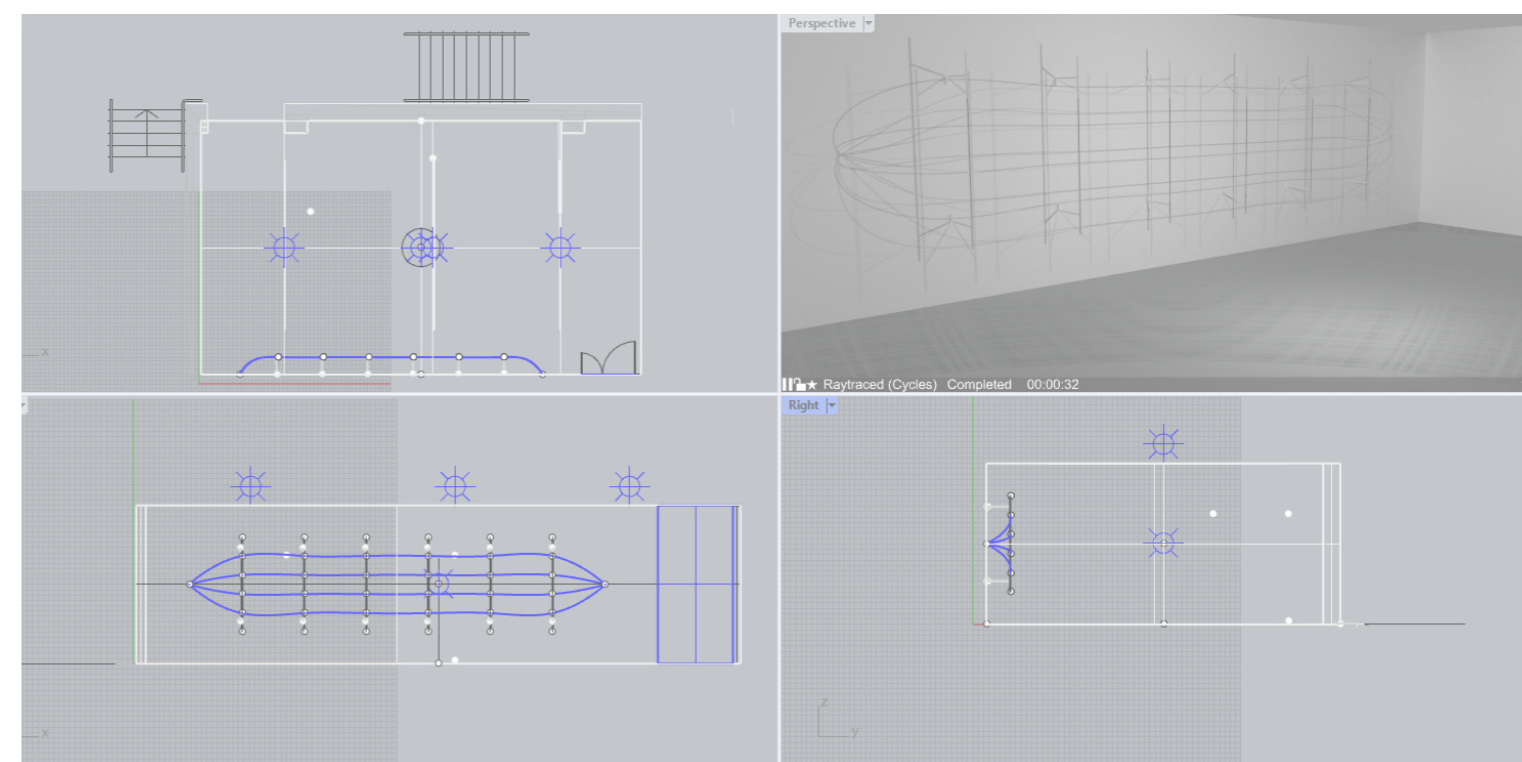 Perspective
x
Raytraced (Cycles) Completed 00:00:32
Right
x
z
y